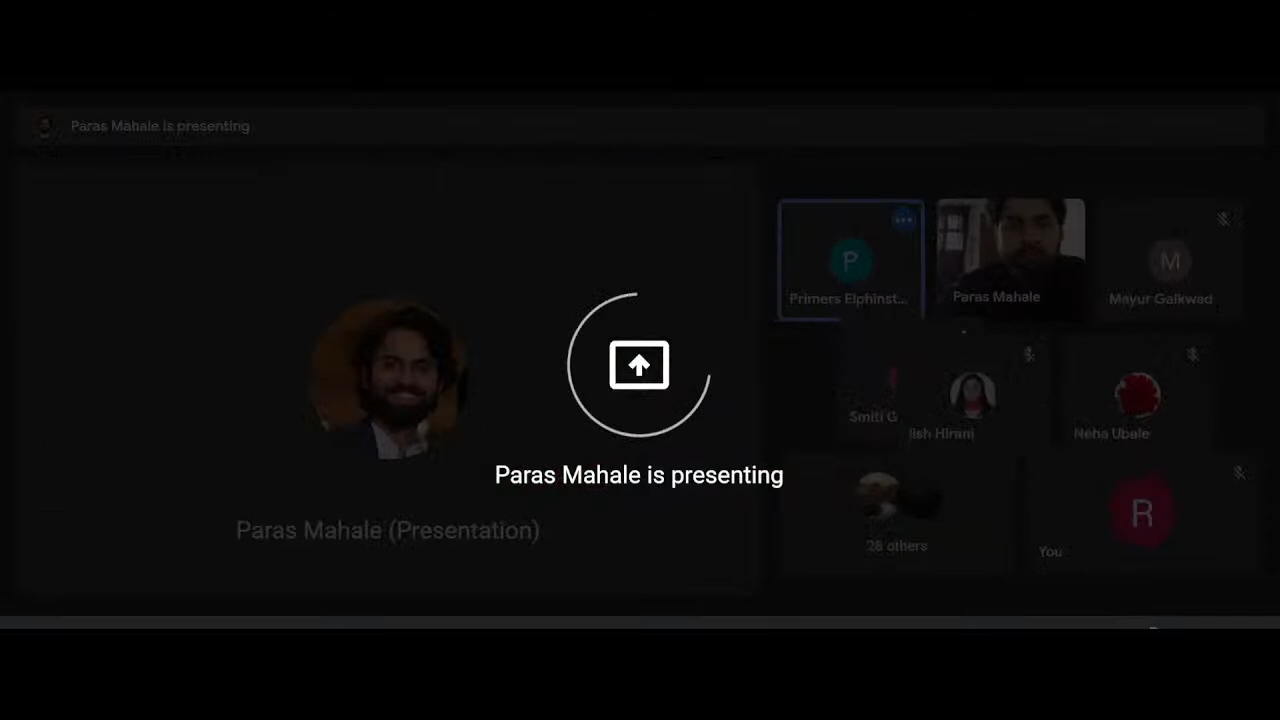 Paras Mahale is presenting
P
Primers Elphinst...
Paras Mahale
M
Mayur Gaikwad
Smiti G
lish Hirani
Neha Ubale
Paras Mahale is presenting
Paras Mahale (Presentation)
28 others
R
You